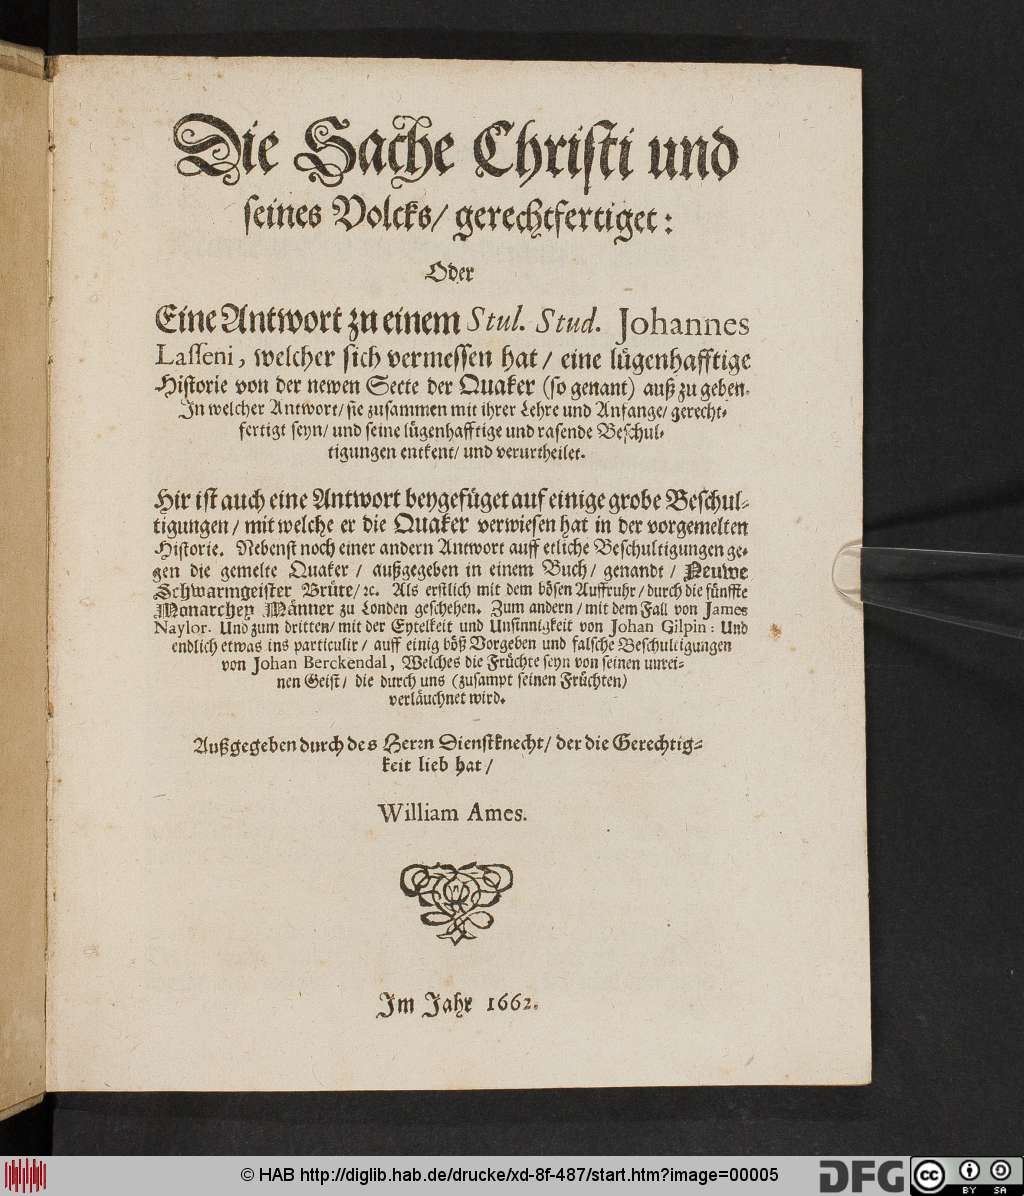 Die Sache Christi und
seines Volcks/ gerechtfertiget:
Oder
Eine Antwort zu einem Stul. Stud. Johannes
Lasseni, welcher sich vermessen hat/ eine lügenhafftige
Historie von der newen Secte der Quaker (so genant) auß zu geben.
In welcher Antwort/ sie zusammen mit ihrer Lehre und Anfange/ gerecht-
fertigt seyn/ und seine lügenhafftige und rasende Beschul-
tigungen entkent/ und verurtheilet.
Hir ist auch eine Antwort beygefüget auf einige grobe Beschul-
tigungen/ mit welche er die Quaker verwiesen hat in der vorgemelten
Historie. Nebenst noch einer andern Antwort auff etliche Beschultigungen ge-
gen die gemelte Quaker/ außgegeben in einem Buch/ genandt/ Neuwe
Schwarmgeister Brüte/ ꝛc. Als erstlich mit dem bösen Auffruhr/ durch die fünffte
Monarchey Männer zu Londen geschehen. Zum andern/ mit dem Fall von James
Naylor. Und zum dritten/ mit der Eytelkeit und Unsinnigkeit von Johan Gilpin: Und
endlich etwas ins particulir/ auff einig böß Vorgeben und falsche Beschultigungen
von Johan Berckendal, Welches die Früchte seyn von seinen unrei-
nen Geist/ die durch uns (zusampt seinen Früchten)
verläuchnet wird.
Außgegeben durch des Herrn Dienstknecht/ der die Gerechtig-
keit lieb hat/
William Ames.
Im Jahr 1662.
© HAB http://diglib.hab.de/drucke/xd-8f-487/start.htm?image=00005
DFG cc BY SA